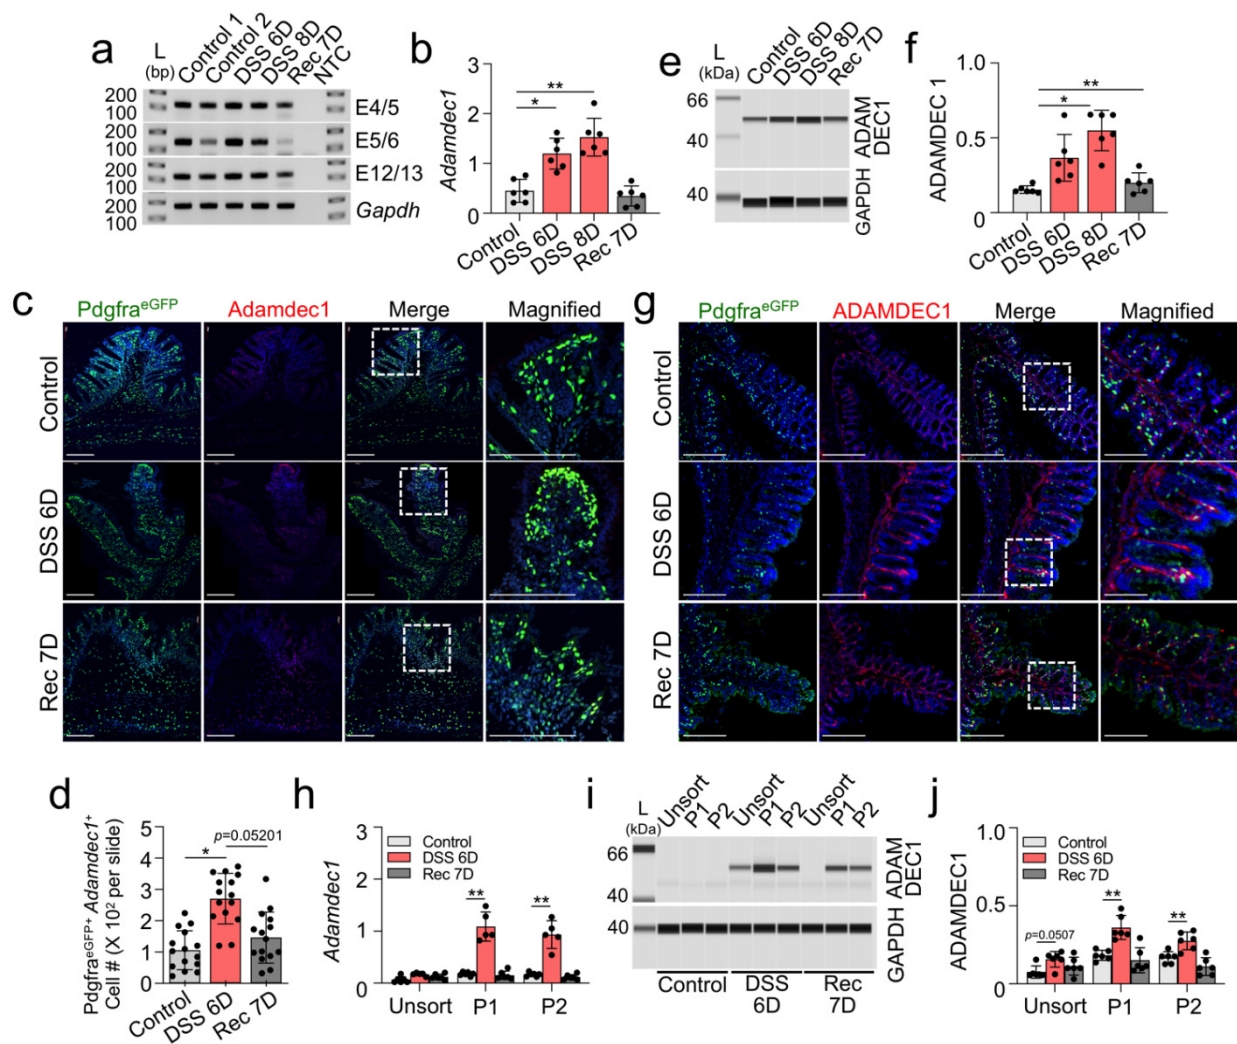 a
L
(bp)
Control 1
Control 2
DSS 6D
DSS 8D
Rec 7D
NTC
200
100
E4/5
200
100
E5/6
200
100
E12/13
200
100
Gapdh
b
Adamdec1
3
2
1
0
*
**
Control
DSS 6D
DSS 8D
Rec 7D
e
L
(kDa)
Control
DSS 6D
DSS 8D
Rec 7D
66
40
40
ADAM
DEC1
GAPDH
f
ADAMDEC 1
1.0
0.5
0.0
*
**
Control
DSS 6D
DSS 8D
Rec 7D
c
PdgfraeGFP
Adamdec1
Merge
Magnified
Control
DSS 6D
Rec 7D
g
PdgfraeGFP
ADAMDEC1
Merge
Magnified
Control
DSS 6D
Rec 7D
d
Pdgfraᵉᴳᶠᴾ⁺ Adamdec1⁺
Cell # (X 10² per slide)
5
4
3
2
1
0
*
p=0.05201
Control
DSS 6D
Rec 7D
h
Adamdec1
3
2
1
0
Control
DSS 6D
Rec 7D
**
**
Unsort
P1
P2
i
L
(kDa)
Unsort
P1
P2
Unsort
P1
P2
Unsort
P1
P2
66
40
40
ADAM
DEC1
GAPDH
Control
DSS
6D
Rec
7D
j
ADAMDEC1
1.0
0.5
0.0
Control
DSS 6D
Rec 7D
p=0.0507
**
**
Unsort
P1
P2